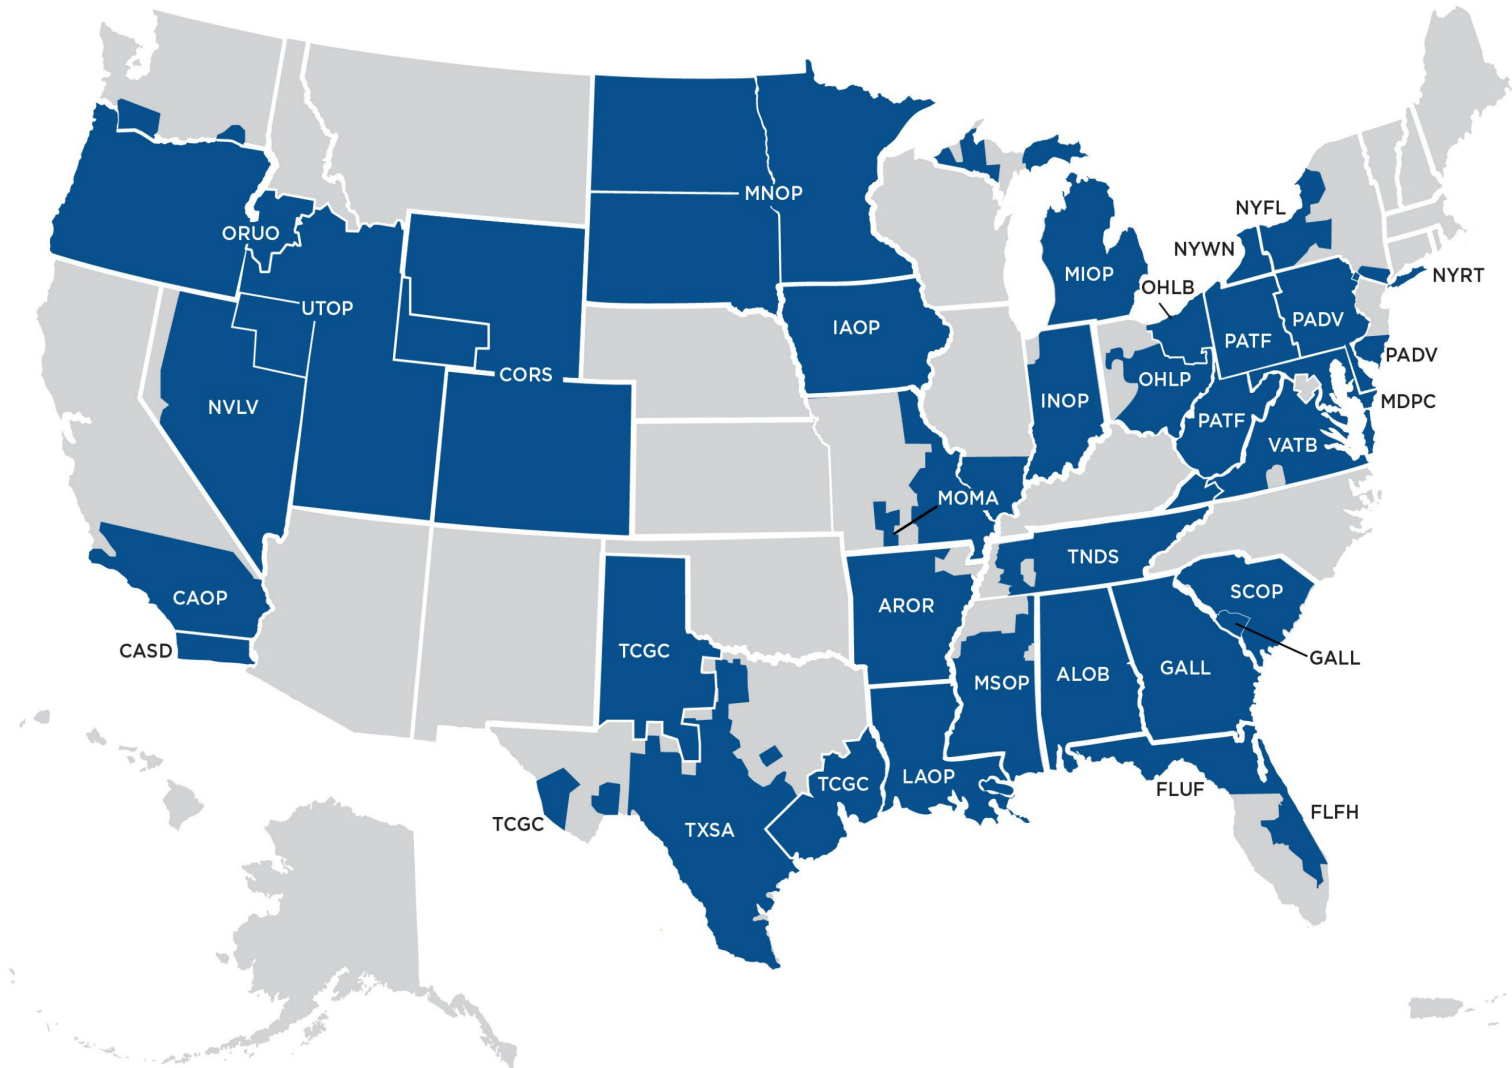 MNOP
NYFL
ORUO
NYWN
MIOP
NYRT
OHLB
UTOP
IAOP
PADV
PATF
PADV
CORS
OHLP
NVLV
INOP
MDPC
PATF
VATB
MOMA
TNDS
CAOP
AROR
SCOP
CASD
TCGC
GALL
MSOP
ALOB
GALL
LAOP
TCGC
FLUF
FLFH
TCGC
TXSA